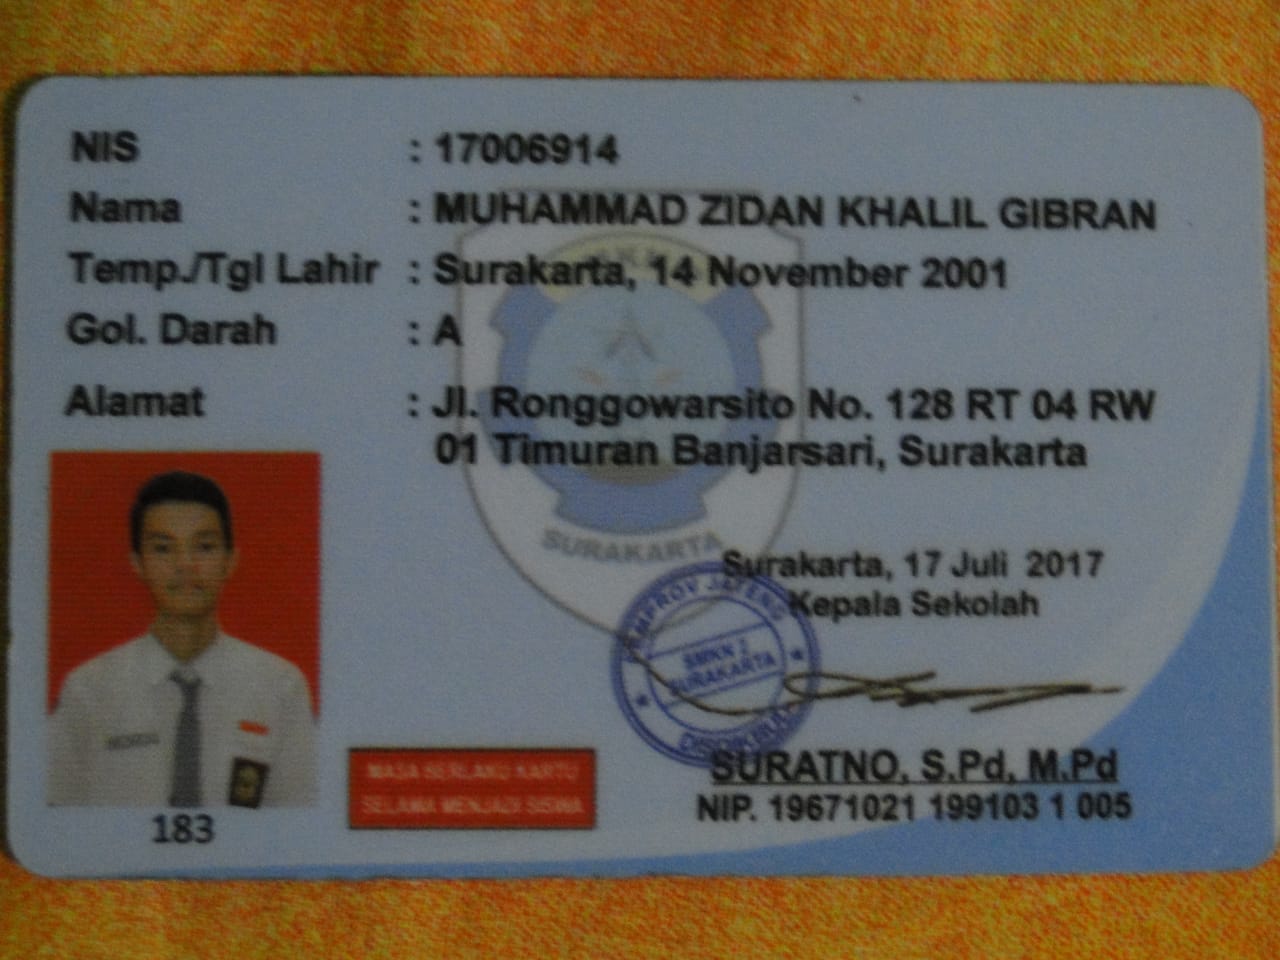 NIS : 17006914
Nama : MUHAMMAD ZIDAN KHALIL GIBRAN
Temp./Tgl Lahir : Surakarta, 14 November 2001
Gol. Darah : A
Alamat : Jl. Ronggowarsito No. 128 RT 04 RW
01 Timuran Banjarsari, Surakarta
SURAKARTA
Surakarta, 17 Juli 2017
Kepala Sekolah
PEMPROV JATENG
SMKN 2
SURAKARTA
SURATNO, S.Pd, M.Pd
NIP. 19671021 199103 1 005
MASA BERLAKU KARTU
SELAMA MENJADI SISWA
183